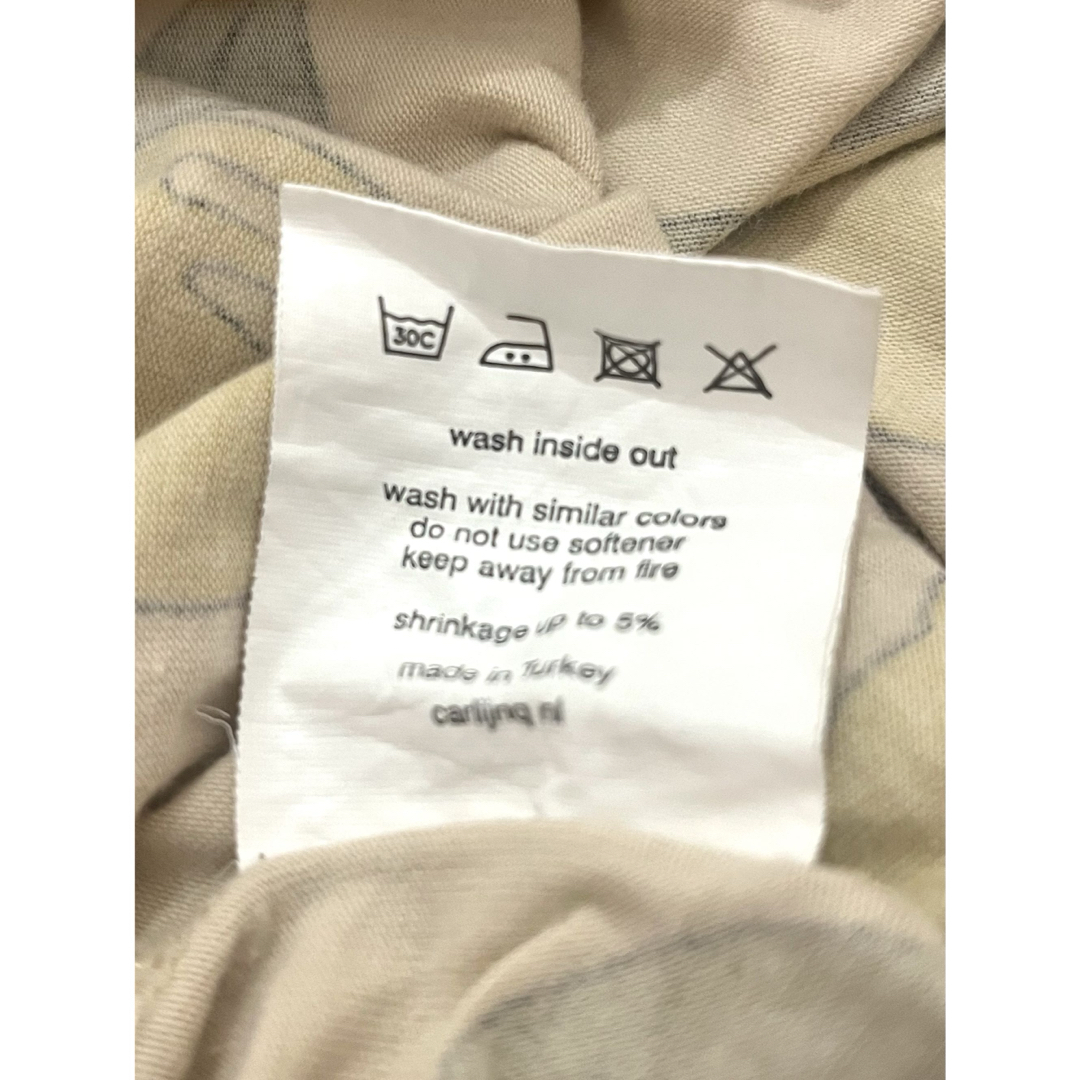 30C
wash inside out
wash with similar colors
do not use softener
keep away from fire
shrinkage up to 5%
made in Turkey
carlijnq.nl